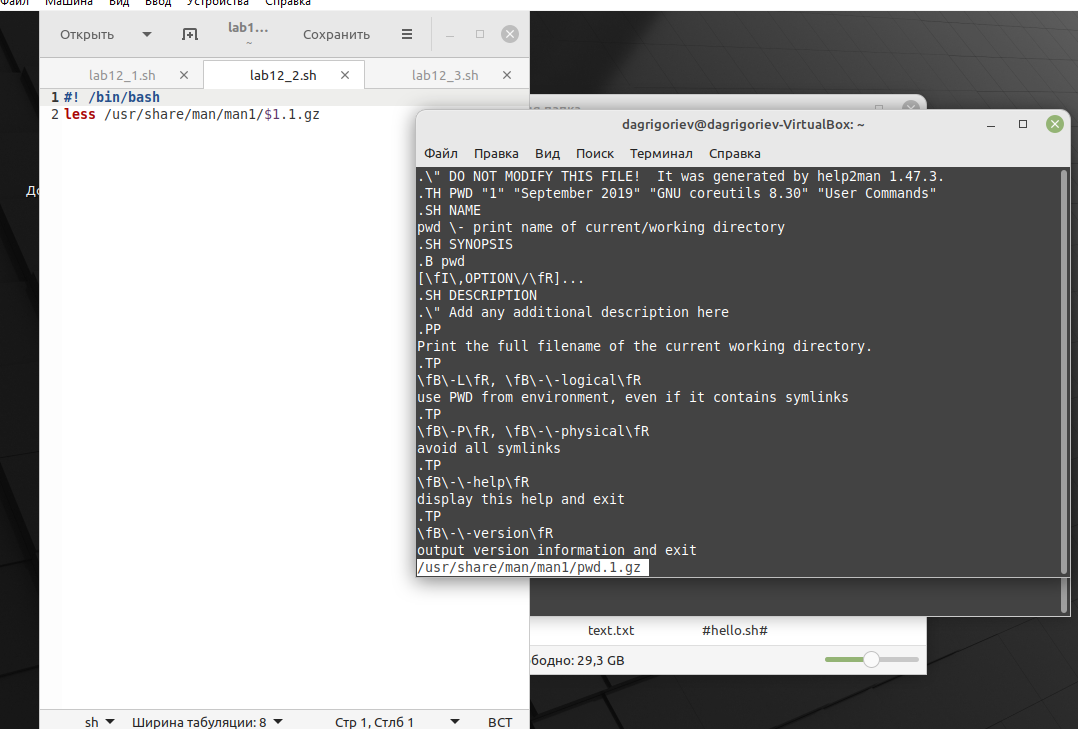 Файл Машина Вид Ввод Устройства Справка
Открыть lab1... Сохранить
~
lab12_1.sh lab12_2.sh lab12_3.sh
1 #! /bin/bash
2 less /usr/share/man/man1/$1.1.gz
dagrigoriev@dagrigoriev-VirtualBox: ~
Файл Правка Вид Поиск Терминал Справка
.\" DO NOT MODIFY THIS FILE!  It was generated by help2man 1.47.3.
.TH PWD "1" "September 2019" "GNU coreutils 8.30" "User Commands"
.SH NAME
pwd \- print name of current/working directory
.SH SYNOPSIS
.B pwd
[\fI\,OPTION\/\fR]...
.SH DESCRIPTION
.\" Add any additional description here
.PP
Print the full filename of the current working directory.
.TP
\fB\-L\fR, \fB\-\-logical\fR
use PWD from environment, even if it contains symlinks
.TP
\fB\-P\fR, \fB\-\-physical\fR
avoid all symlinks
.TP
\fB\-\-help\fR
display this help and exit
.TP
\fB\-\-version\fR
output version information and exit
/usr/share/man/man1/pwd.1.gz
text.txt #hello.sh#
бодно: 29,3 GB
sh Ширина табуляции: 8 Стр 1, Стлб 1 ВСТ